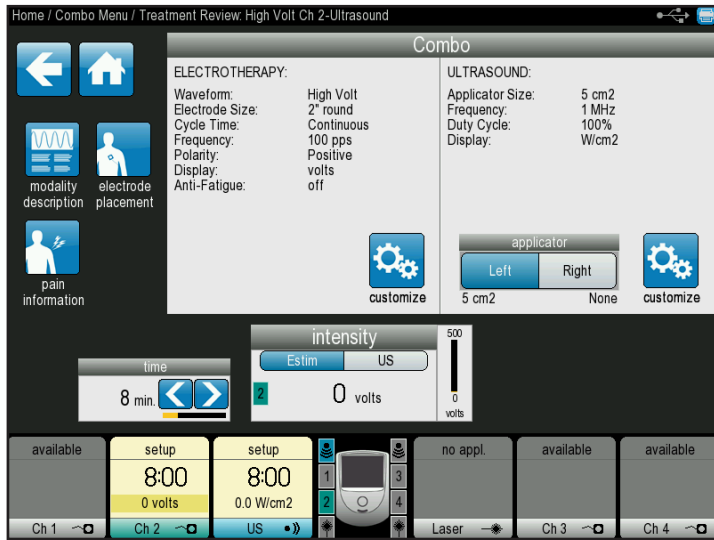 Home / Combo Menu / Treatment Review: High Volt Ch 2-Ultrasound
Combo
ELECTROTHERAPY:
Waveform: High Volt
Electrode Size: 2" round
Cycle Time: Continuous
Frequency: 100 pps
Polarity: Positive
Display: volts
Anti-Fatigue: off
customize
ULTRASOUND:
Applicator Size: 5 cm2
Frequency: 1 MHz
Duty Cycle: 100%
Display: W/cm2
applicator
Left Right
5 cm2 None
customize
modality description
electrode placement
pain information
time
8 min.
intensity
Estim US
2 0 volts
500
0
volts
available
Ch 1
setup
8:00
0 volts
Ch 2
setup
8:00
0.0 W/cm2
US
1 3
2 4
no appl.
Laser
available
Ch 3
available
Ch 4